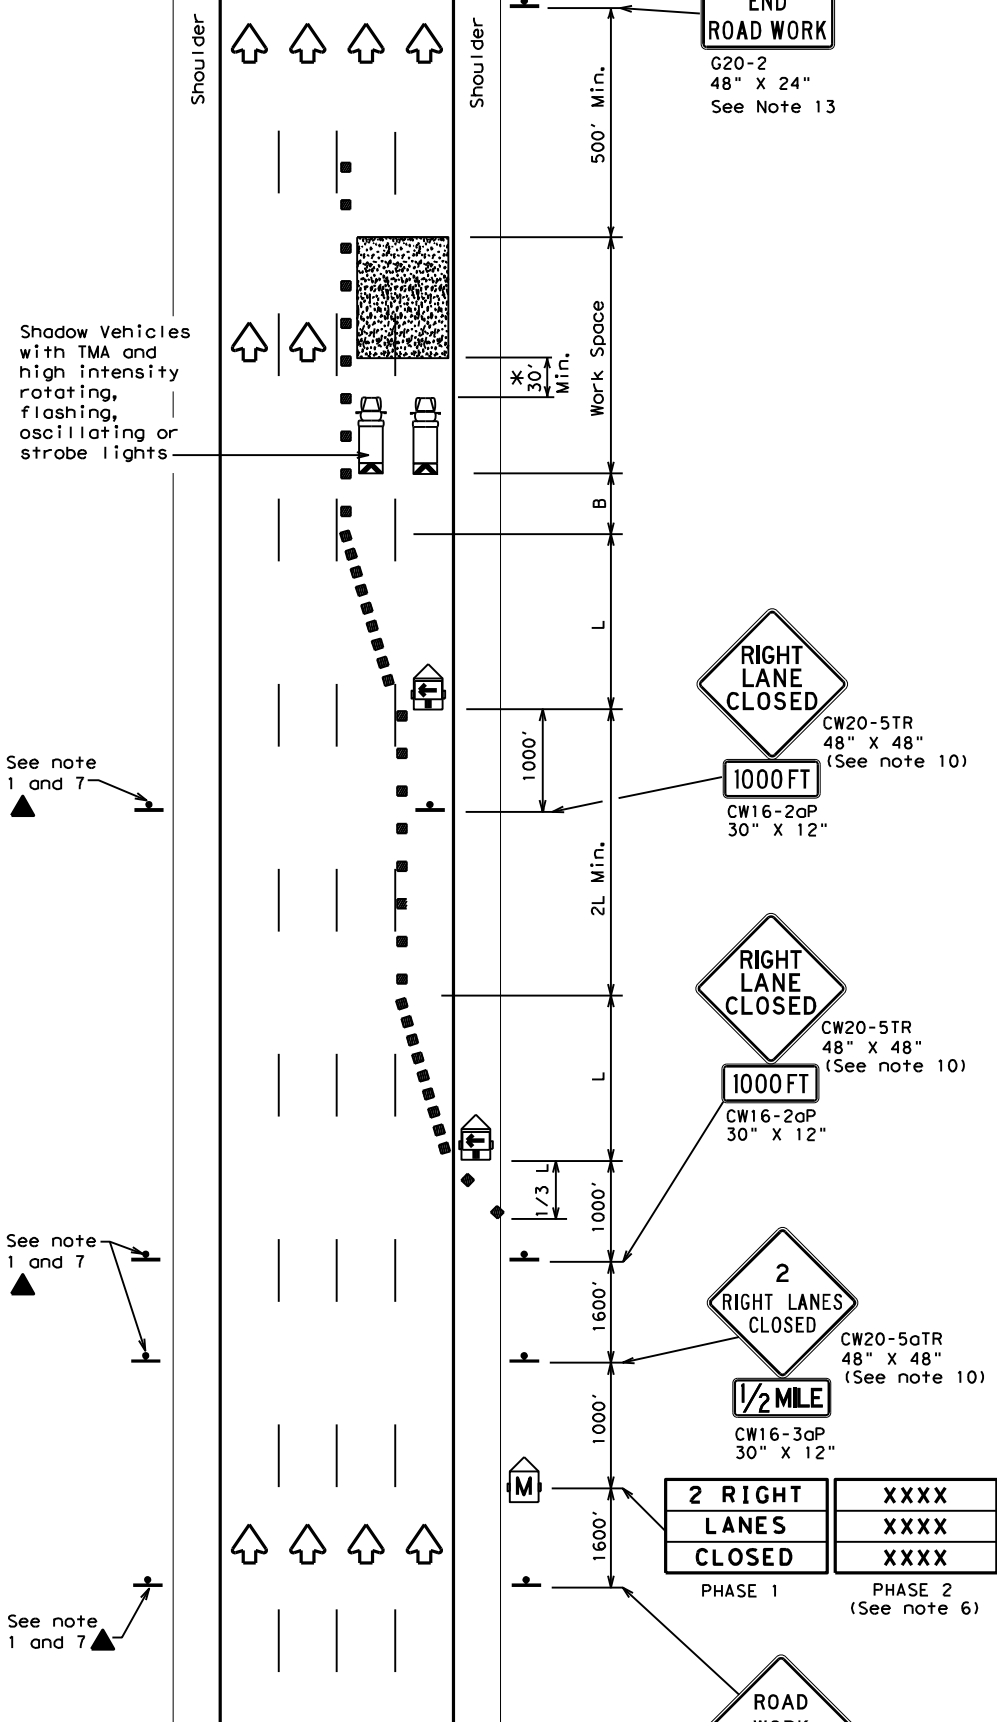 END
ROAD WORK
G20-2
48" X 24"
See Note 13
Shoulder
Shoulder
500' Min.
Shadow Vehicles
with TMA and
high intensity
rotating,
flashing,
oscillating or
strobe lights
*
30'
Min.
Work Space
B
L
RIGHT
LANE
CLOSED
CW20-5TR
48" X 48"
(See note 10)
1000 FT
CW16-2aP
30" X 12"
See note
1 and 7
1000'
2L Min.
RIGHT
LANE
CLOSED
CW20-5TR
48" X 48"
(See note 10)
1000 FT
CW16-2aP
30" X 12"
L
1/3 L
1000'
See note
1 and 7
1600'
2
RIGHT LANES
CLOSED
CW20-5aTR
48" X 48"
(See note 10)
1/2 MILE
CW16-3aP
30" X 12"
1000'
M
2 RIGHT
LANES
CLOSED
PHASE 1
XXXX
XXXX
XXXX
PHASE 2
(See note 6)
1600'
See note
1 and 7
ROAD
WORK